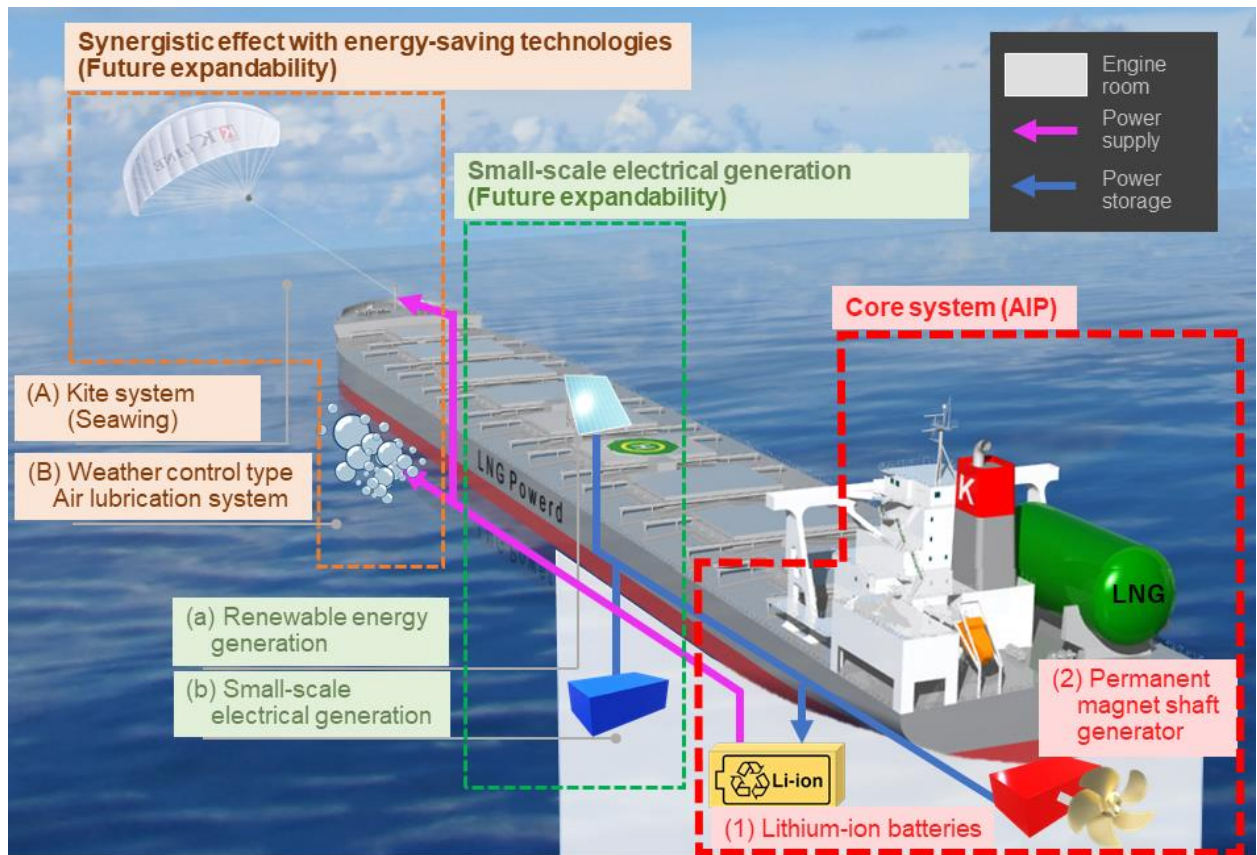 Synergistic effect with energy-saving technologies
(Future expandability)
Engine
room
Power
supply
Power
storage
K LINE
Small-scale electrical generation
(Future expandability)
Core system (AIP)
(A) Kite system
(Seawing)
(B) Weather control type
Air lubrication system
LNG Powerd
K
LNG
(a) Renewable energy
generation
(b) Small-scale
electrical generation
(2) Permanent
magnet shaft
generator
Li-ion
(1) Lithium-ion batteries